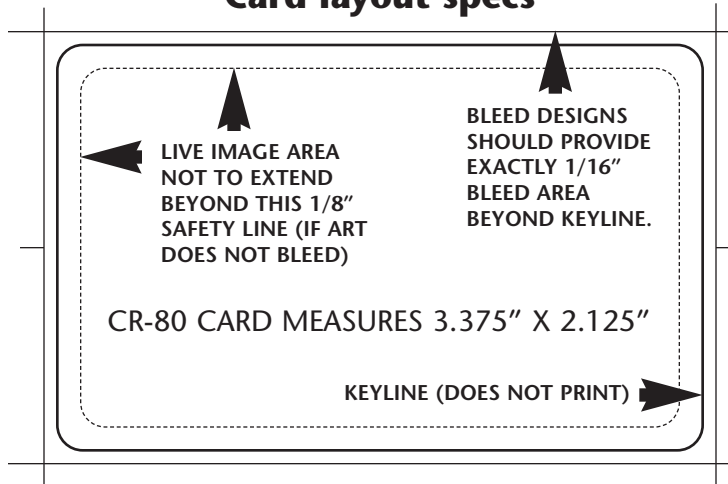 Card layout specs
LIVE IMAGE AREA
NOT TO EXTEND
BEYOND THIS 1/8"
SAFETY LINE (IF ART
DOES NOT BLEED)
BLEED DESIGNS
SHOULD PROVIDE
EXACTLY 1/16"
BLEED AREA
BEYOND KEYLINE.
CR-80 CARD MEASURES 3.375" X 2.125"
KEYLINE (DOES NOT PRINT)